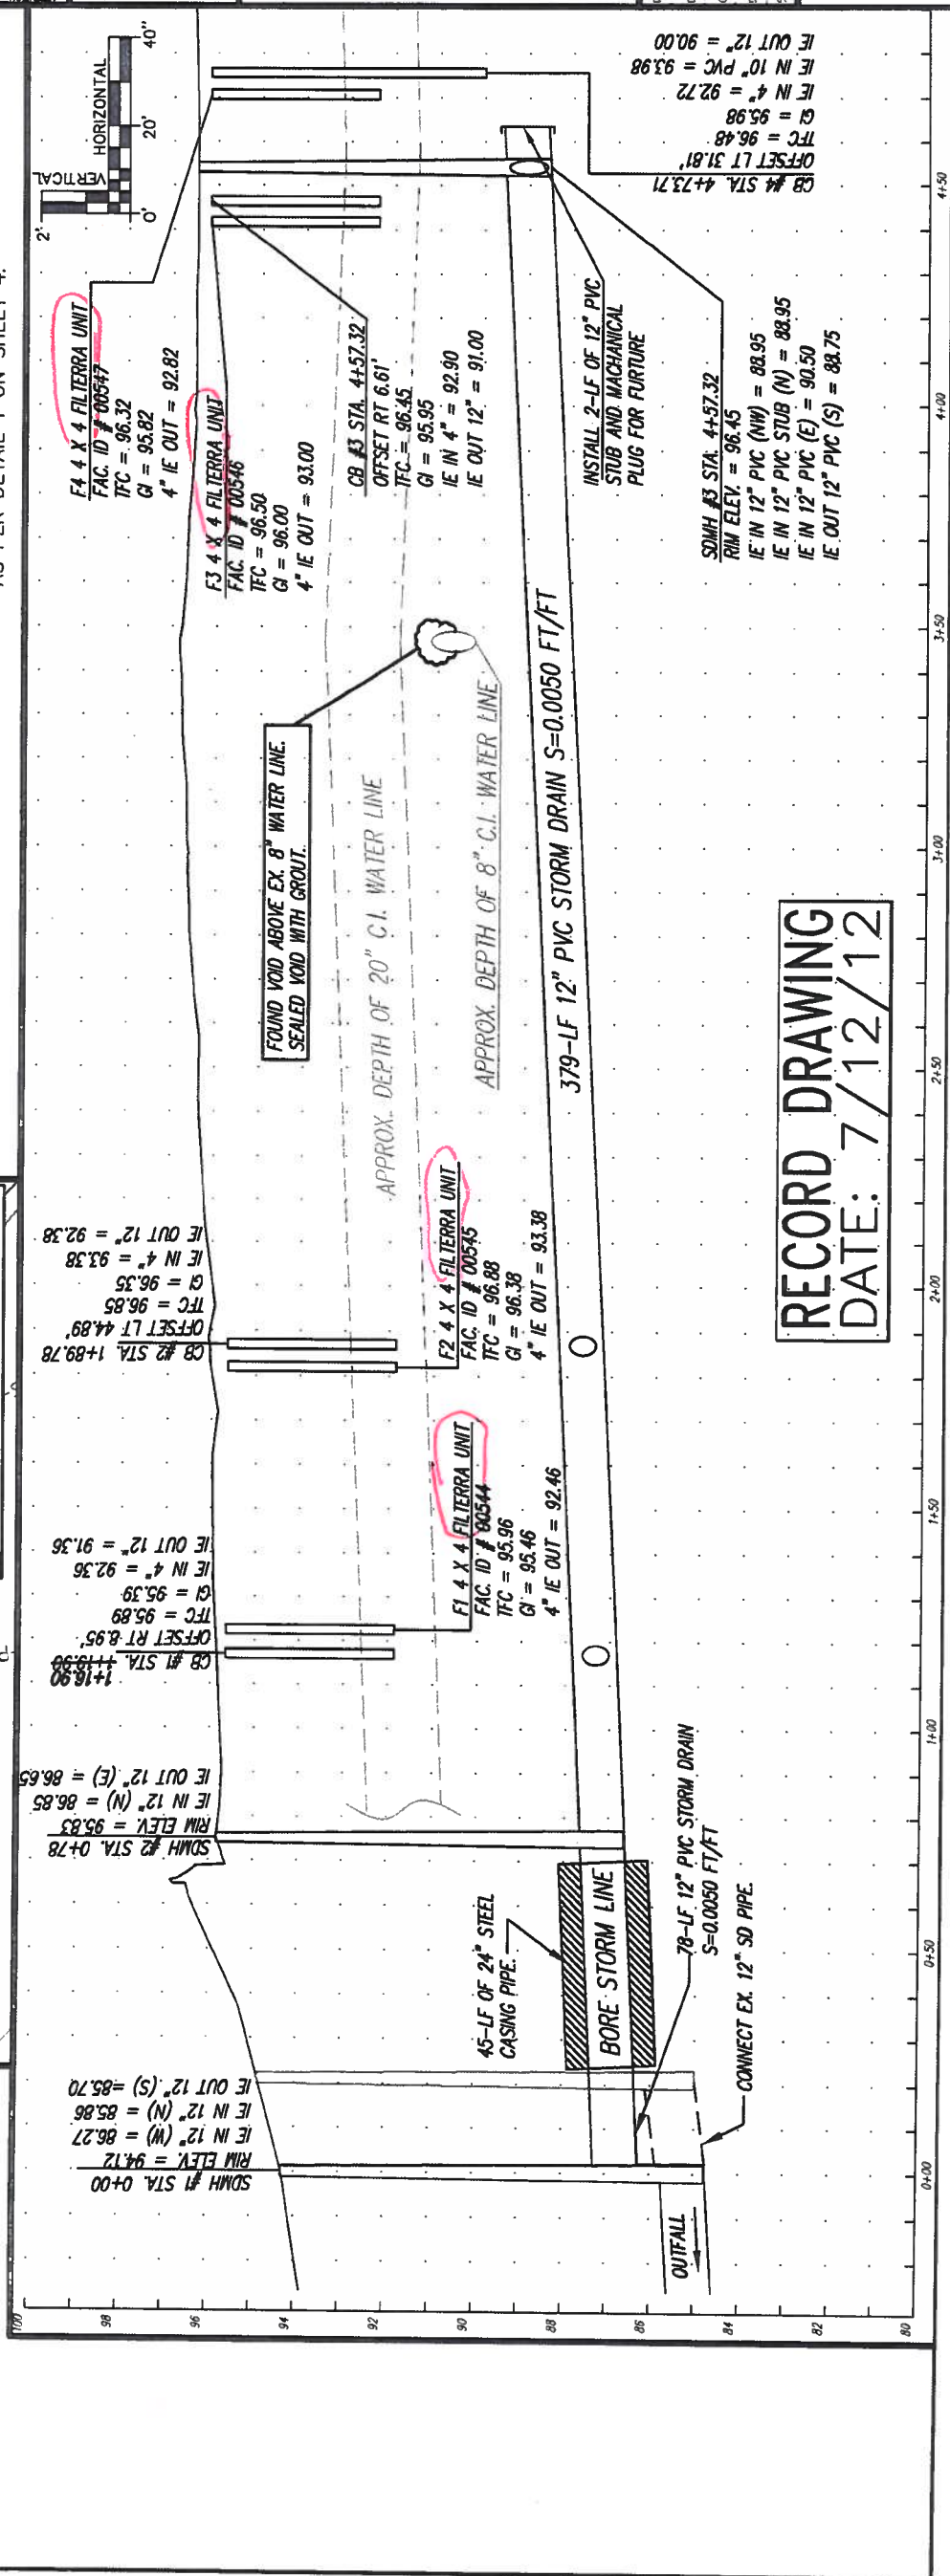 AS PER DETAIL 1 ON SHEET 4.
VERTICAL
HORIZONTAL
2'
0'
20'
40'
F4 4 X 4 FILTERRA UNIT
FAC. ID # 00547
TFC = 96.32
GI = 95.82
4" IE OUT = 92.82
F3 4 X 4 FILTERRA UNIT
FAC. ID # 00546
TFC = 96.50
GI = 96.00
4" IE OUT = 93.00
CB #3 STA. 4+57.32
OFFSET RT 6.61'
TFC = 96.45
GI = 95.95
IE IN 4" = 92.90
IE OUT 12" = 91.00
INSTALL 2-LF OF 12" PVC
STUB AND MECHANICAL
PLUG FOR FURTURE
SDMH #3 STA. 4+57.32
RIM ELEV. = 96.45
IE IN 12" PVC (NW) = 88.95
IE IN 12" PVC STUB (N) = 88.95
IE IN 12" PVC (E) = 90.50
IE OUT 12" PVC (S) = 88.75
CB #4 STA. 4+73.71
OFFSET LT 31.81'
TFC = 96.48
GI = 95.98
IE IN 4" = 92.72
IE IN 10" PVC = 93.98
IE OUT 12" = 90.00
FOUND VOID ABOVE EX. 8" WATER LINE.
SEALED VOID WITH GROUT.
APPROX. DEPTH OF 20" C.I. WATER LINE
APPROX. DEPTH OF 8" C.I. WATER LINE
379-LF 12" PVC STORM DRAIN S=0.0050 FT/FT
CB #2 STA. 1+89.78
OFFSET LT 44.89'
TFC = 96.85
GI = 96.35
IE IN 4" = 93.38
IE OUT 12" = 92.38
F2 4 X 4 FILTERRA UNIT
FAC. ID # 00545
TFC = 96.88
GI = 96.38
4" IE OUT = 93.38
1+16.90
CB #1 STA. 1+19.90
OFFSET RT 8.95'
TFC = 95.89
GI = 95.39
IE IN 4" = 92.36
IE OUT 12" = 91.36
F1 4 X 4 FILTERRA UNIT
FAC. ID # 00544
TFC = 95.96
GI = 95.46
4" IE OUT = 92.46
SDMH #2 STA. 0+78
RIM ELEV. = 95.83
IE IN 12" (N) = 86.85
IE OUT 12" (E) = 86.65
45-LF OF 24" STEEL
CASING PIPE.
BORE STORM LINE
78-LF 12" PVC STORM DRAIN
S=0.0050 FT/FT
CONNECT EX. 12" SD PIPE.
SDMH #1 STA. 0+00
RIM ELEV. = 94.12
IE IN 12" (W) = 86.27
IE IN 12" (N) = 85.86
IE OUT 12" (S) =85.70
OUTFALL
RECORD DRAWING
DATE: 7/12/12
100
98
96
94
92
90
88
86
84
82
80
0+00
0+50
1+00
1+50
2+00
2+50
3+00
3+50
4+00
4+50